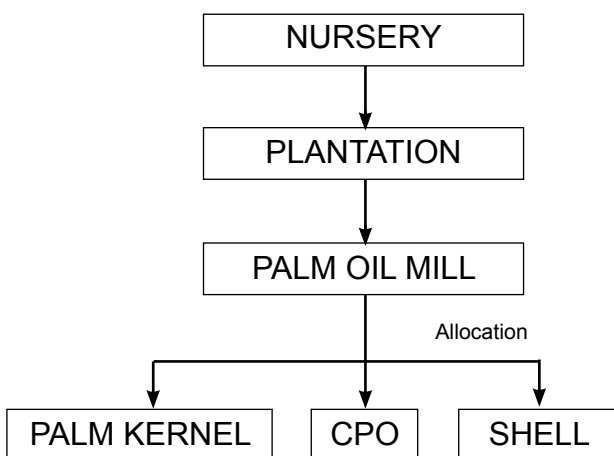 NURSERY
PLANTATION
PALM OIL MILL
Allocation
PALM KERNEL
CPO
SHELL